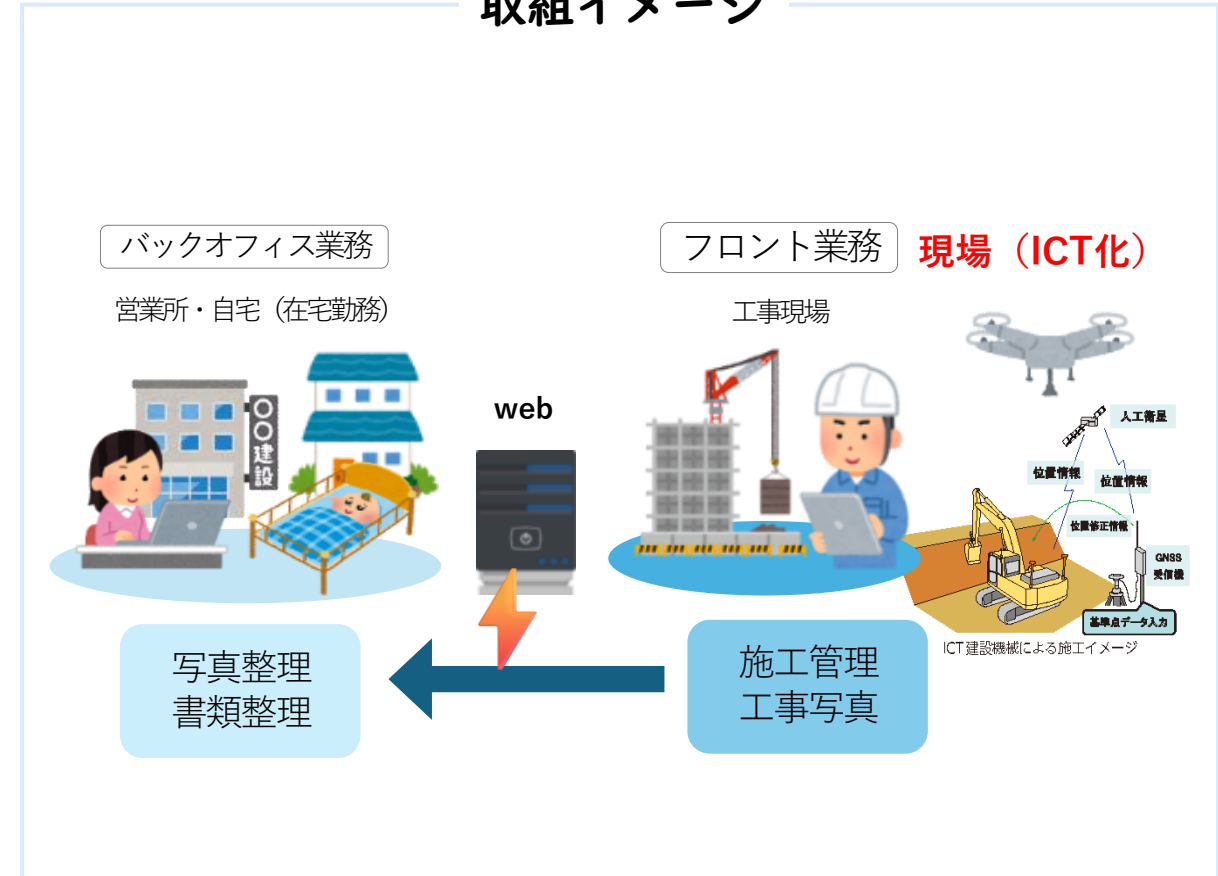 取組イメージ
バックオフィス業務
営業所・自宅（在宅勤務）
〇〇建設
web
フロント業務
現場（ICT化）
工事現場
人工衛星
位置情報
位置情報
位置修正情報
GNSS
受信機
基準点データ入力
ICT建設機械による施工イメージ
写真整理
書類整理
施工管理
工事写真